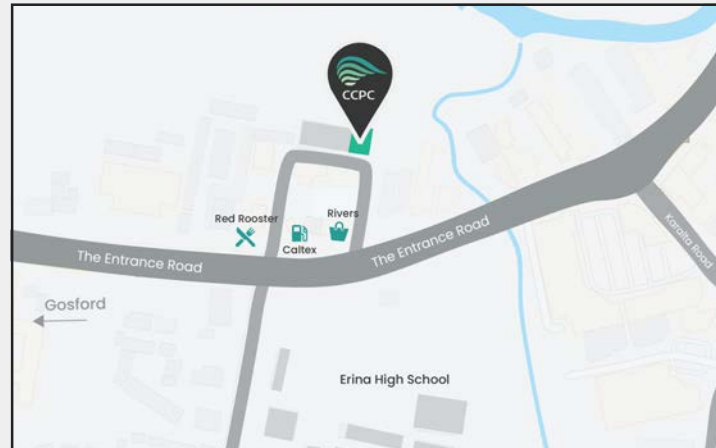 CCPC
Red Rooster
Rivers
Caltex
The Entrance Road
The Entrance Road
Karalta Road
Gosford
Erina High School